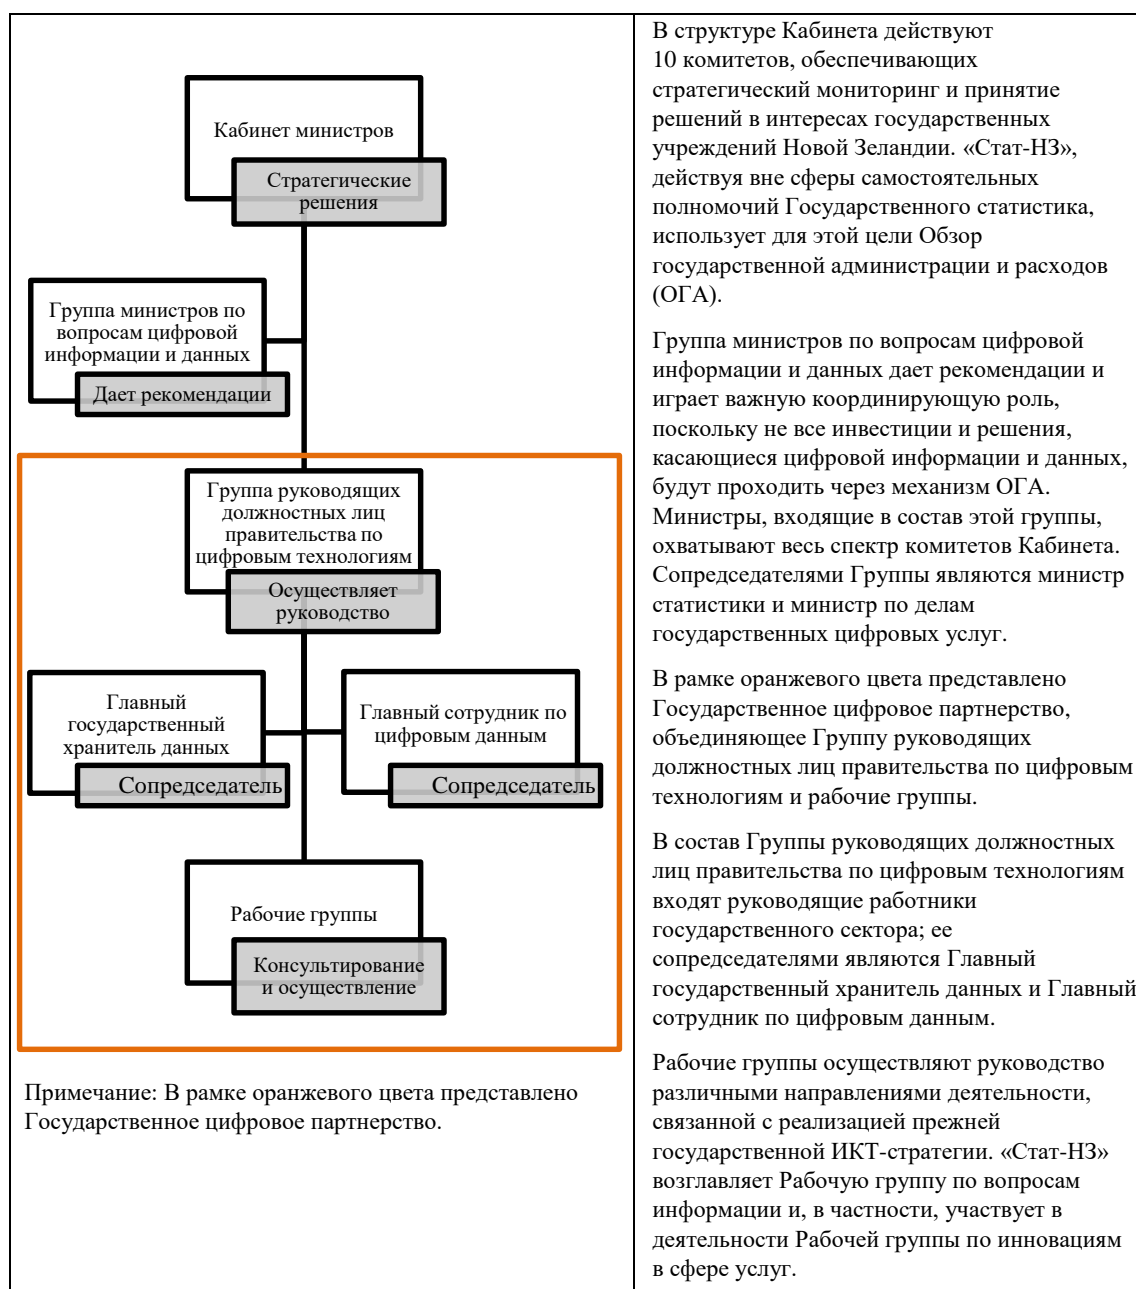 Кабинет министров
Стратегические
решения
Группа министров по
вопросам цифровой
информации и данных
Дает рекомендации
Группа руководящих
должностных лиц
правительства по
цифровым технологиям
Осуществляет
руководство
Главный
государственный
хранитель данных
Сопредседатель
Главный сотрудник по
цифровым данным
Сопредседатель
Рабочие группы
Консультирование
и осуществление
Примечание: В рамке оранжевого цвета представлено
Государственное цифровое партнерство.
В структуре Кабинета действуют
10 комитетов, обеспечивающих
стратегический мониторинг и принятие
решений в интересах государственных
учреждений Новой Зеландии. «Стат-НЗ»,
действуя вне сферы самостоятельных
полномочий Государственного статистика,
использует для этой цели Обзор
государственной администрации и расходов
(ОГА).
Группа министров по вопросам цифровой
информации и данных дает рекомендации и
играет важную координирующую роль,
поскольку не все инвестиции и решения,
касающиеся цифровой информации и данных,
будут проходить через механизм ОГА.
Министры, входящие в состав этой группы,
охватывают весь спектр комитетов Кабинета.
Сопредседателями Группы являются министр
статистики и министр по делам
государственных цифровых услуг.
В рамке оранжевого цвета представлено
Государственное цифровое партнерство,
объединяющее Группу руководящих
должностных лиц правительства по цифровым
технологиям и рабочие группы.
В состав Группы руководящих должностных
лиц правительства по цифровым технологиям
входят руководящие работники
государственного сектора; ее
сопредседателями являются Главный
государственный хранитель данных и Главный
сотрудник по цифровым данным.
Рабочие группы осуществляют руководство
различными направлениями деятельности,
связанной с реализацией прежней
государственной ИКТ-стратегии. «Стат-НЗ»
возглавляет Рабочую группу по вопросам
информации и, в частности, участвует в
деятельности Рабочей группы по инновациям
в сфере услуг.